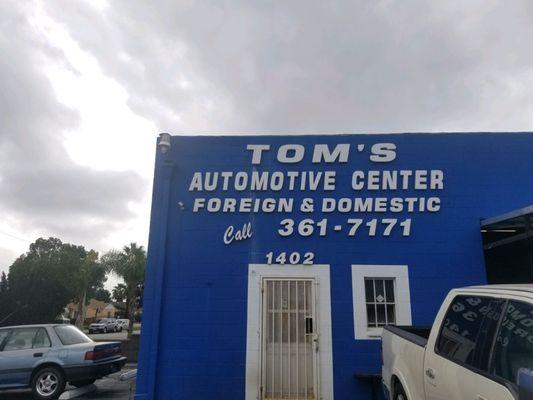 TOM'S
AUTOMOTIVE CENTER
FOREIGN & DOMESTIC
Call 361-7171
1402